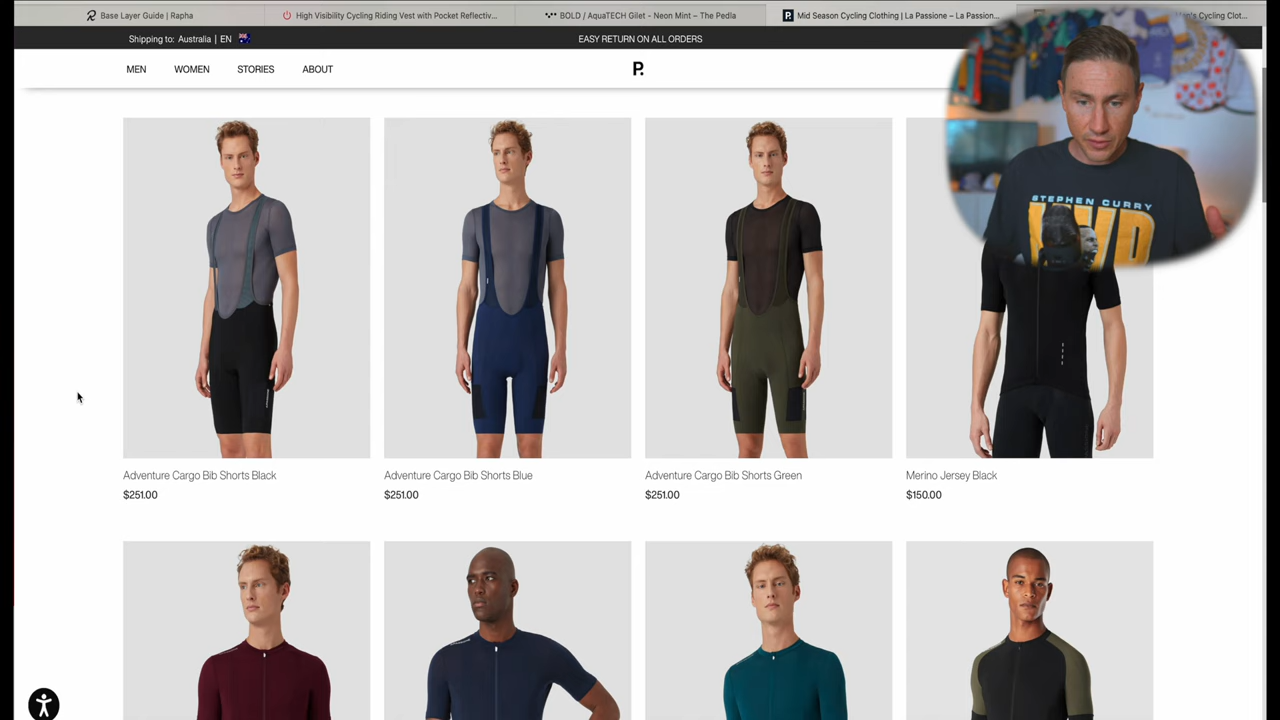 Base Layer Guide | Rapha
High Visibility Cycling Riding Vest with Pocket Reflectiv...
BOLD / AquaTECH Gilet - Neon Mint – The Pedla
Mid Season Cycling Clothing | La Passione – La Passion...
Cycling Clot...
Shipping to: Australia | EN
EASY RETURN ON ALL ORDERS
MEN
WOMEN
STORIES
ABOUT
P.
STEPHEN CURRY
MVP
Adventure Cargo Bib Shorts Black
$251.00
Adventure Cargo Bib Shorts Blue
$251.00
Adventure Cargo Bib Shorts Green
$251.00
Merino Jersey Black
$150.00